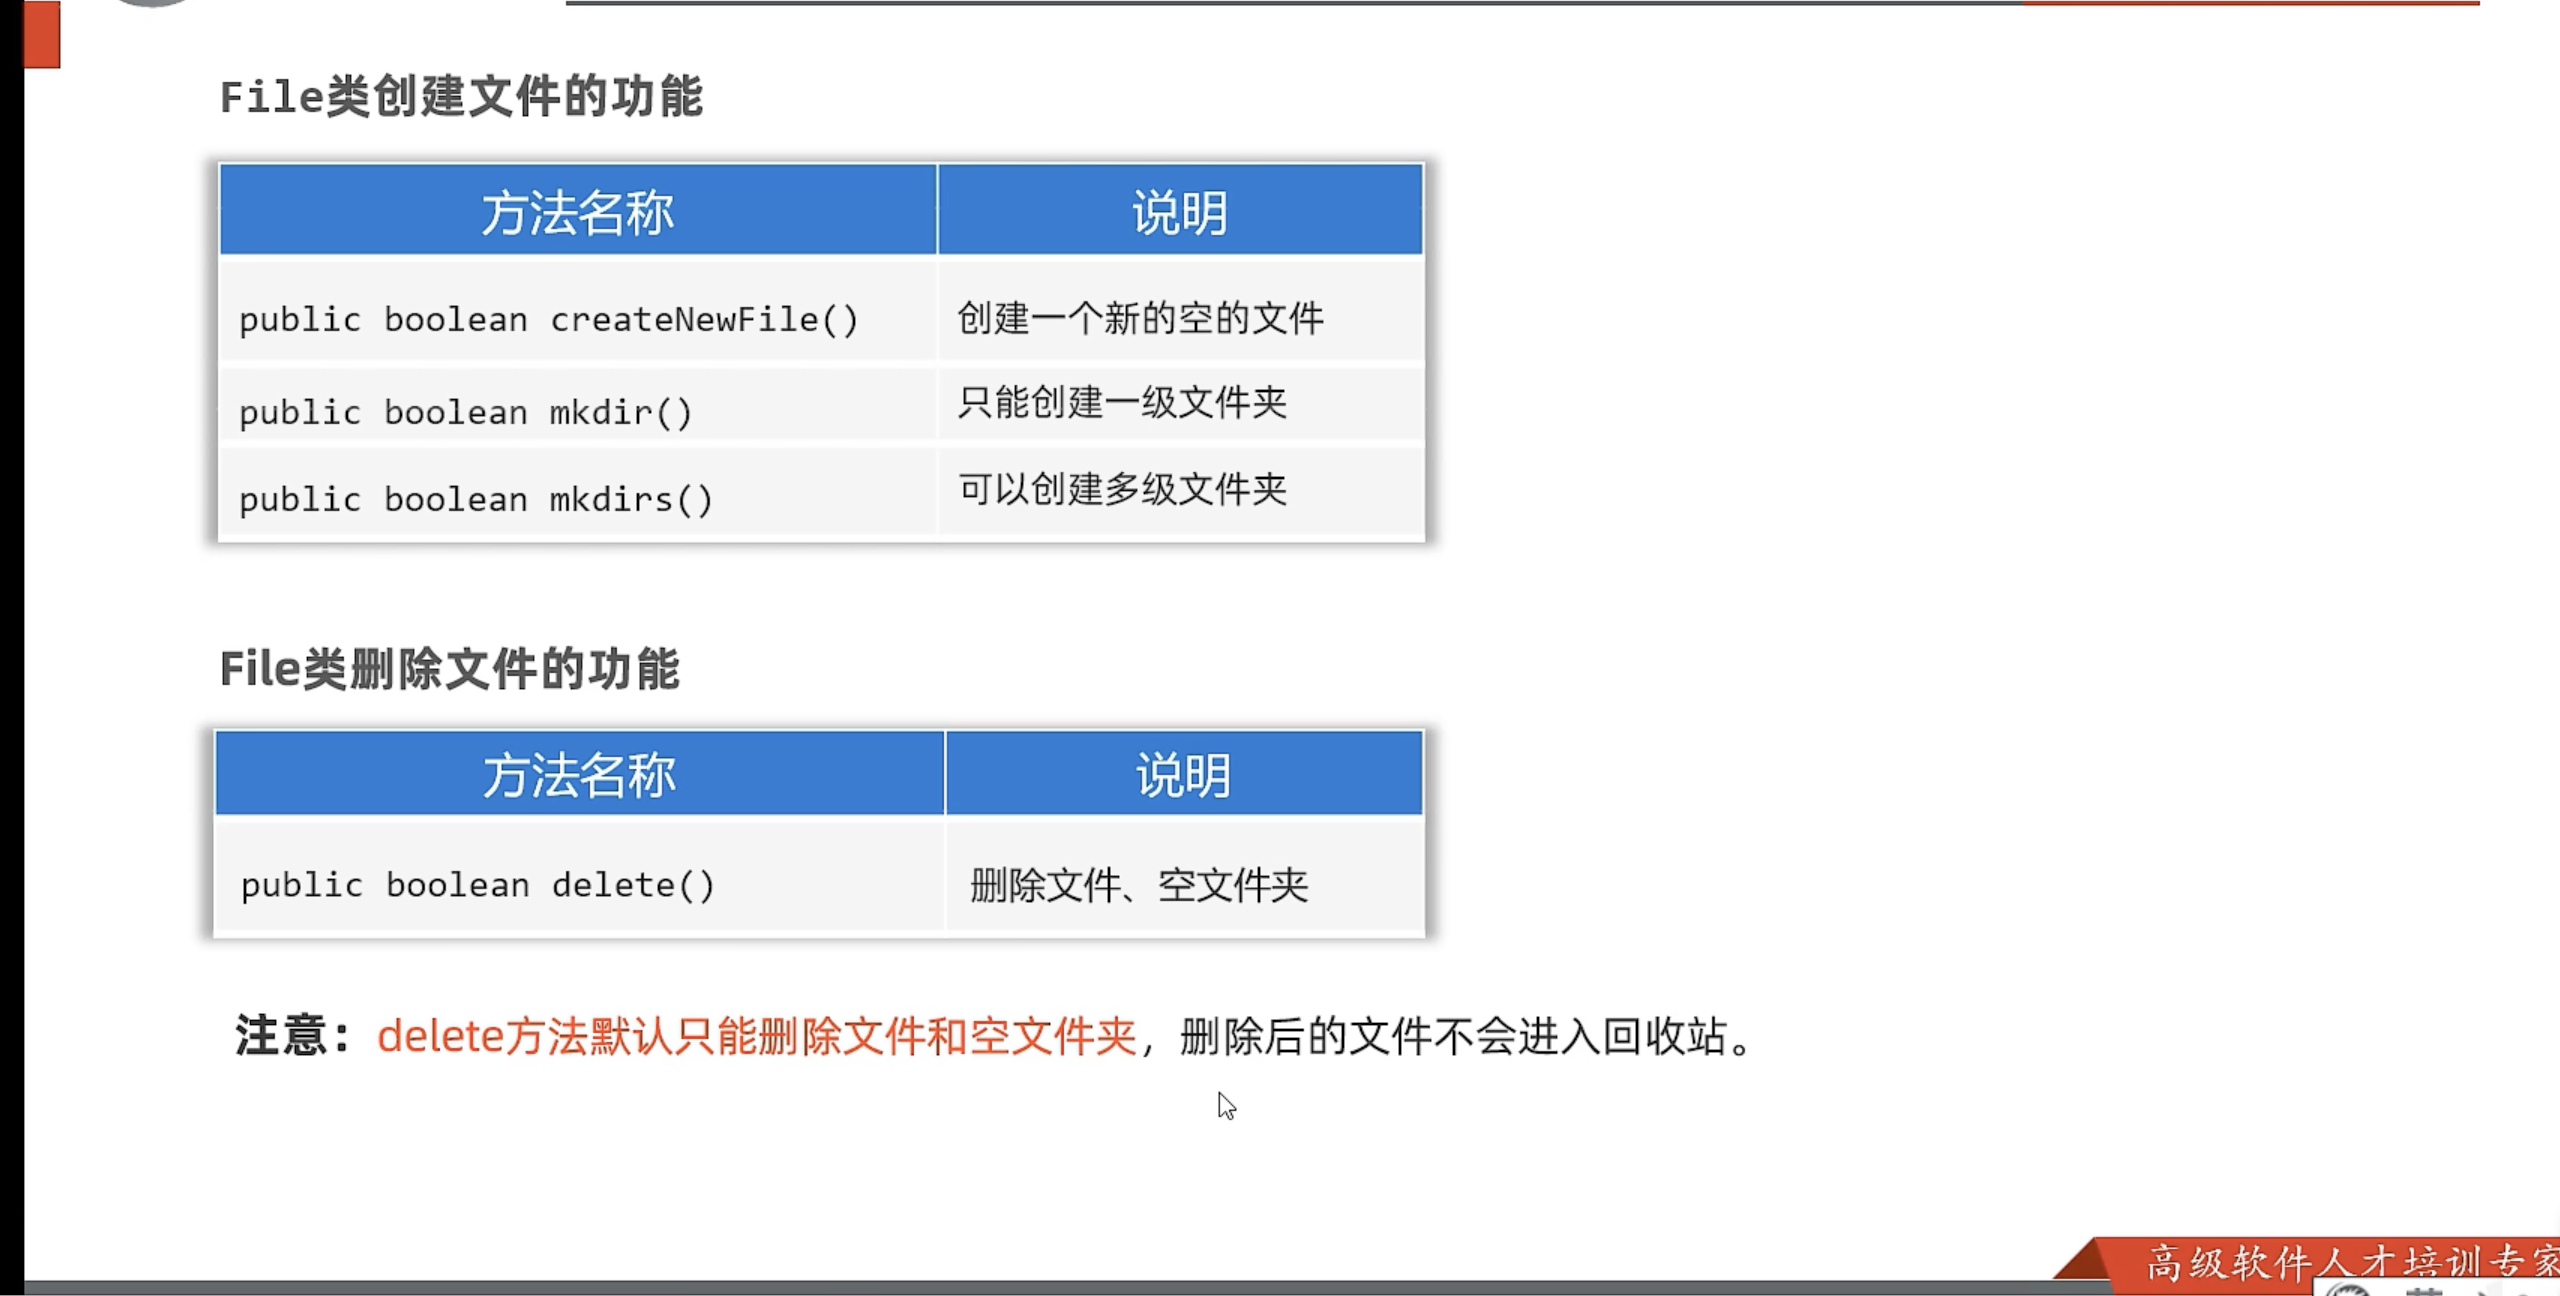 File类创建文件的功能
方法名称 说明
public boolean createNewFile() 创建一个新的空的文件
public boolean mkdir() 只能创建一级文件夹
public boolean mkdirs() 可以创建多级文件夹
File类删除文件的功能
方法名称 说明
public boolean delete() 删除文件、空文件夹
注意：delete方法默认只能删除文件和空文件夹，删除后的文件不会进入回收站。
高级软件人才培训专家